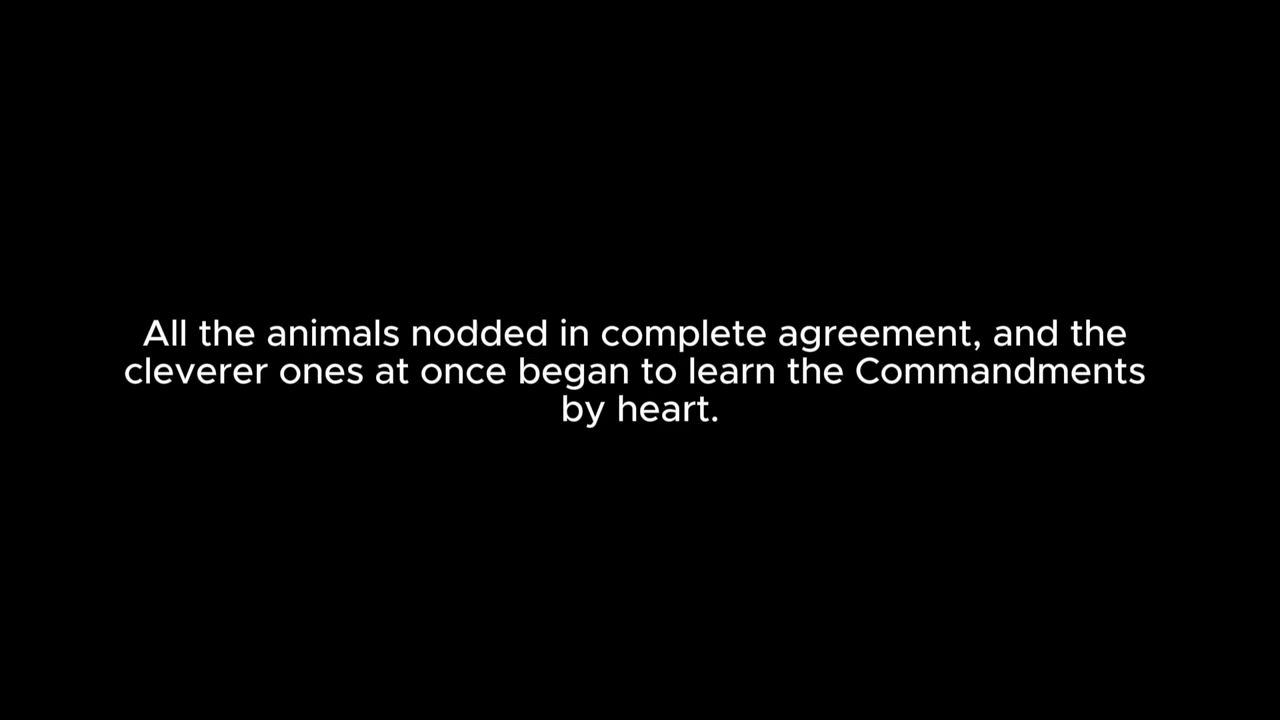 All the animals nodded in complete agreement, and the
cleverer ones at once began to learn the Commandments
by heart.